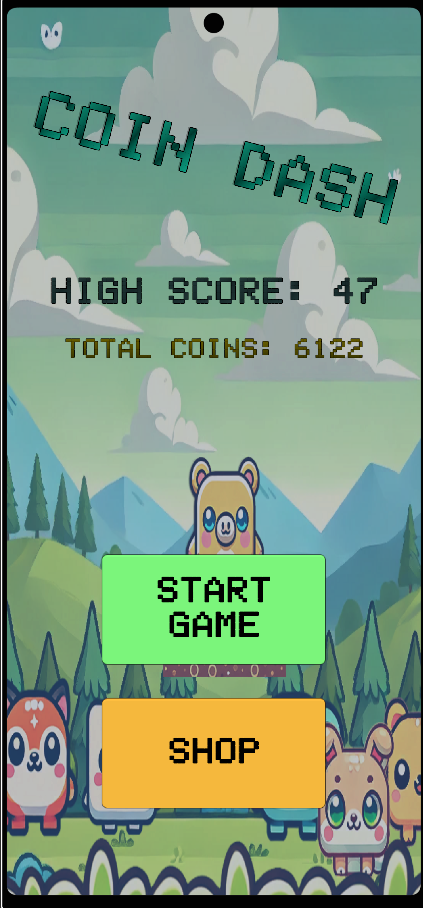 COIN DASH
HIGH SCORE: 47
TOTAL COINS: 6122
START
GAME
SHOP